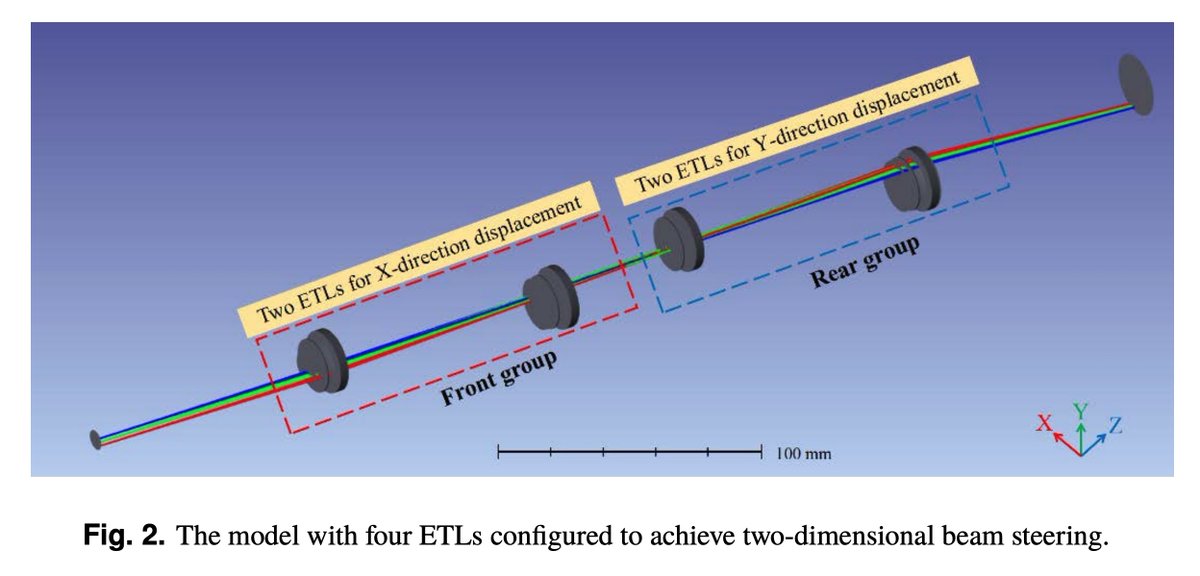 Two ETLs for Y-direction displacement
Two ETLs for X-direction displacement
Rear group
Front group
X
Y
Z
100 mm
Fig. 2. The model with four ETLs configured to achieve two-dimensional beam steering.